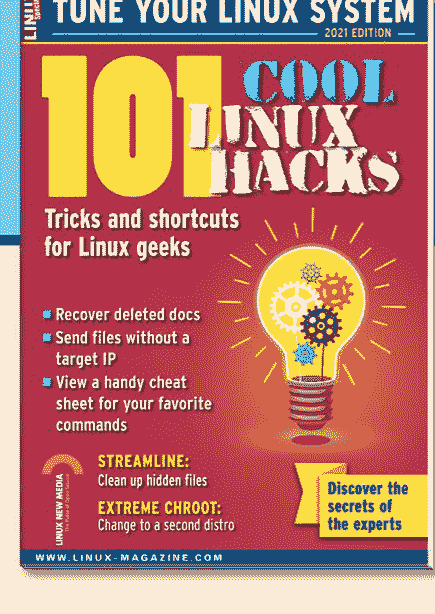 LINUX
Special
TUNE YOUR LINUX SYSTEM
2021 EDITION
101 COOL
LINUX
HACKS
Tricks and shortcuts
for Linux geeks
Recover deleted docs
Send files without a
target IP
View a handy cheat
sheet for your favorite
commands
STREAMLINE:
Clean up hidden files
EXTREME CHROOT:
Change to a second distro
LINUX NEW MEDIA
Discover the
secrets of
the experts
WWW.LINUX-MAGAZINE.COM